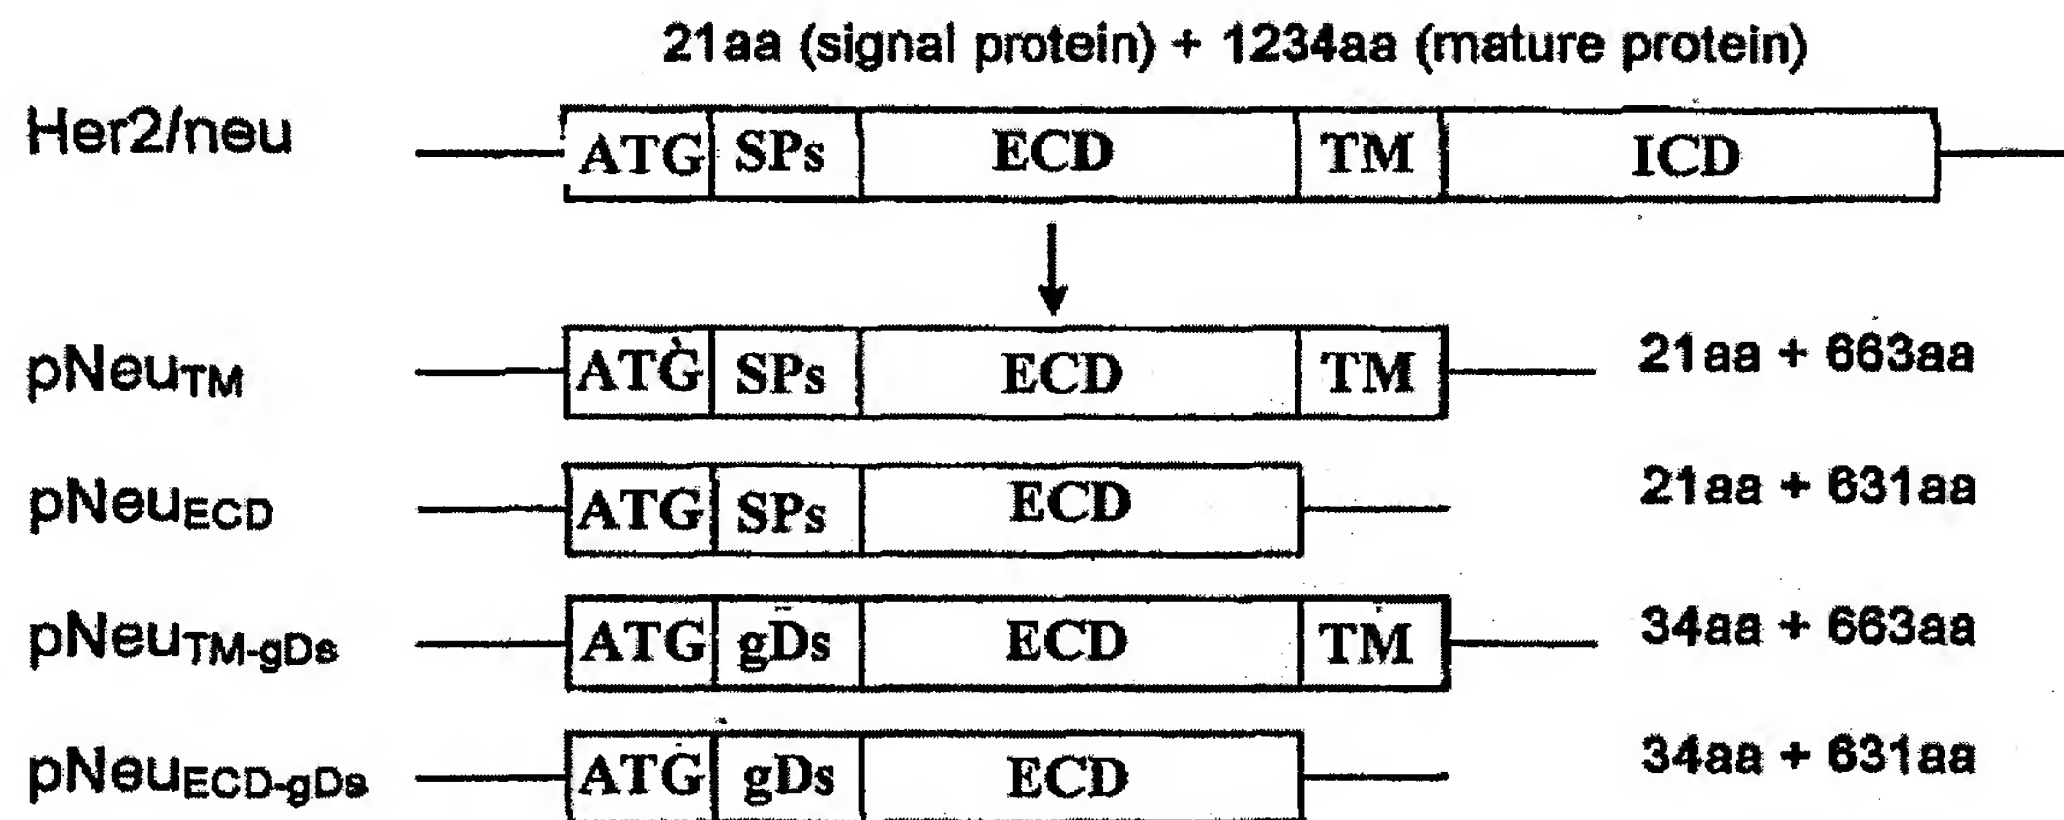 21aa (signal protein) + 1234aa (mature protein)
Her2/neu ATG SPs ECD TM ICD
pNeuTM ATG SPs ECD TM 21aa + 663aa
pNeuECD ATG SPs ECD 21aa + 631aa
pNeuTM-gDs ATG gDs ECD TM 34aa + 663aa
pNeuECD-gDs ATG gDs ECD 34aa + 631aa